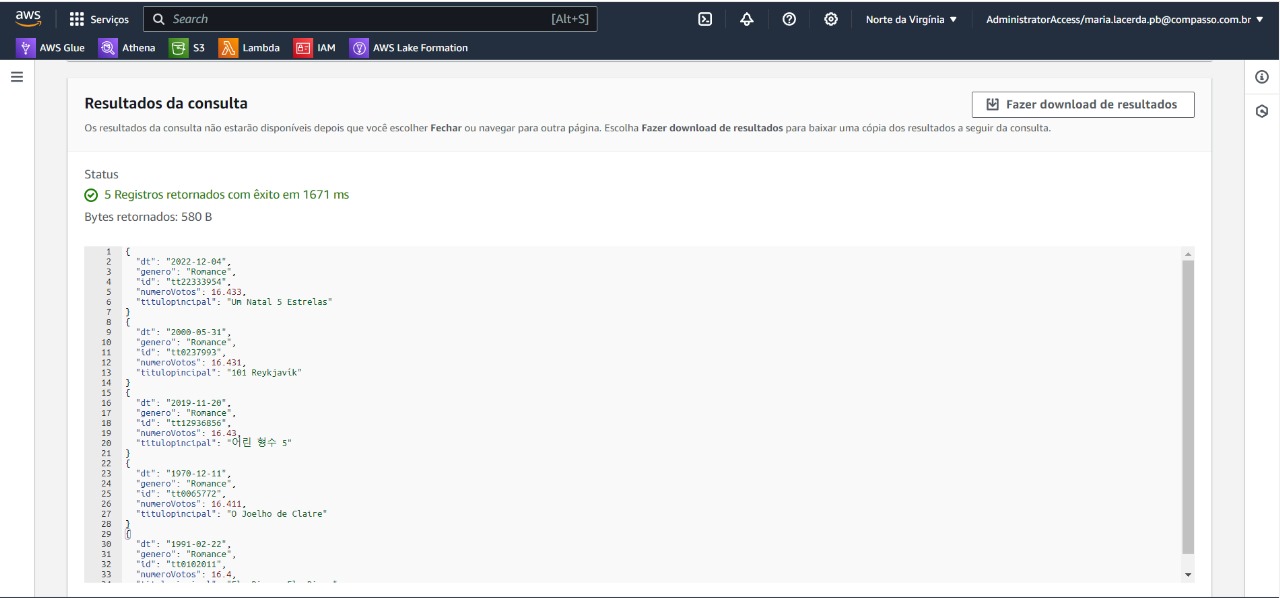 aws
Serviços
Search
[Alt+S]
Norte da Virgínia
AdministratorAccess/maria.lacerda.pb@compasso.com.br
AWS Glue
Athena
S3
Lambda
IAM
AWS Lake Formation
Resultados da consulta
Fazer download de resultados
Os resultados da consulta não estarão disponíveis depois que você escolher Fechar ou navegar para outra página. Escolha Fazer download de resultados para baixar uma cópia dos resultados a seguir da consulta.
Status
5 Registros retornados com êxito em 1671 ms
Bytes retornados: 580 B
1 {
2 "dt": "2022-12-04",
3 "genero": "Romance",
4 "id": "tt22333954",
5 "numeroVotos": 16.433,
6 "titulopincipal": "Um Natal 5 Estrelas"
7 }
8 {
9 "dt": "2000-05-31",
10 "genero": "Romance",
11 "id": "tt0237993",
12 "numeroVotos": 16.431,
13 "titulopincipal": "101 Reykjavík"
14 }
15 {
16 "dt": "2019-11-20",
17 "genero": "Romance",
18 "id": "tt12936856",
19 "numeroVotos": 16.43,
20 "titulopincipal": "어린 형수 5"
21 }
22 {
23 "dt": "1970-12-11",
24 "genero": "Romance",
25 "id": "tt0065772",
26 "numeroVotos": 16.411,
27 "titulopincipal": "O Joelho de Claire"
28 }
29 {
30 "dt": "1991-02-22",
31 "genero": "Romance",
32 "id": "tt0102011",
33 "numeroVotos": 16.4,